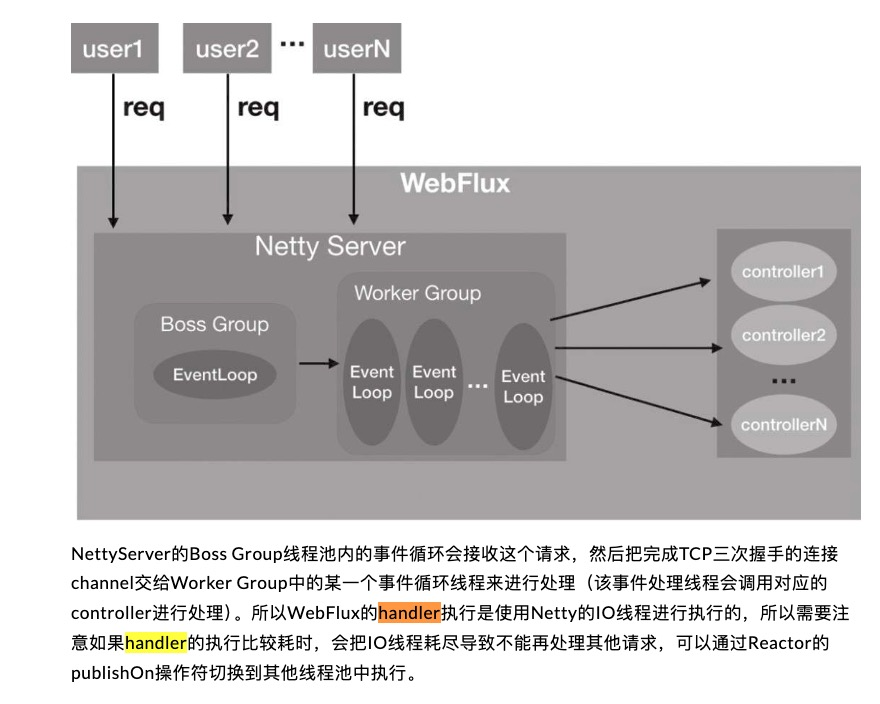 user1 user2 ... userN
req req req
WebFlux
Netty Server
Boss Group
EventLoop
Worker Group
Event
Loop
Event
Loop
...
Event
Loop
controller1
controller2
...
controllerN
NettyServer的Boss Group线程池内的事件循环会接收这个请求，然后把完成TCP三次握手的连接
channel交给Worker Group中的某一个事件循环线程来进行处理（该事件处理线程会调用对应的
controller进行处理）。所以WebFlux的handler执行是使用Netty的IO线程进行执行的，所以需要注
意如果handler的执行比较耗时，会把IO线程耗尽导致不能再处理其他请求，可以通过Reactor的
publishOn操作符切换到其他线程池中执行。